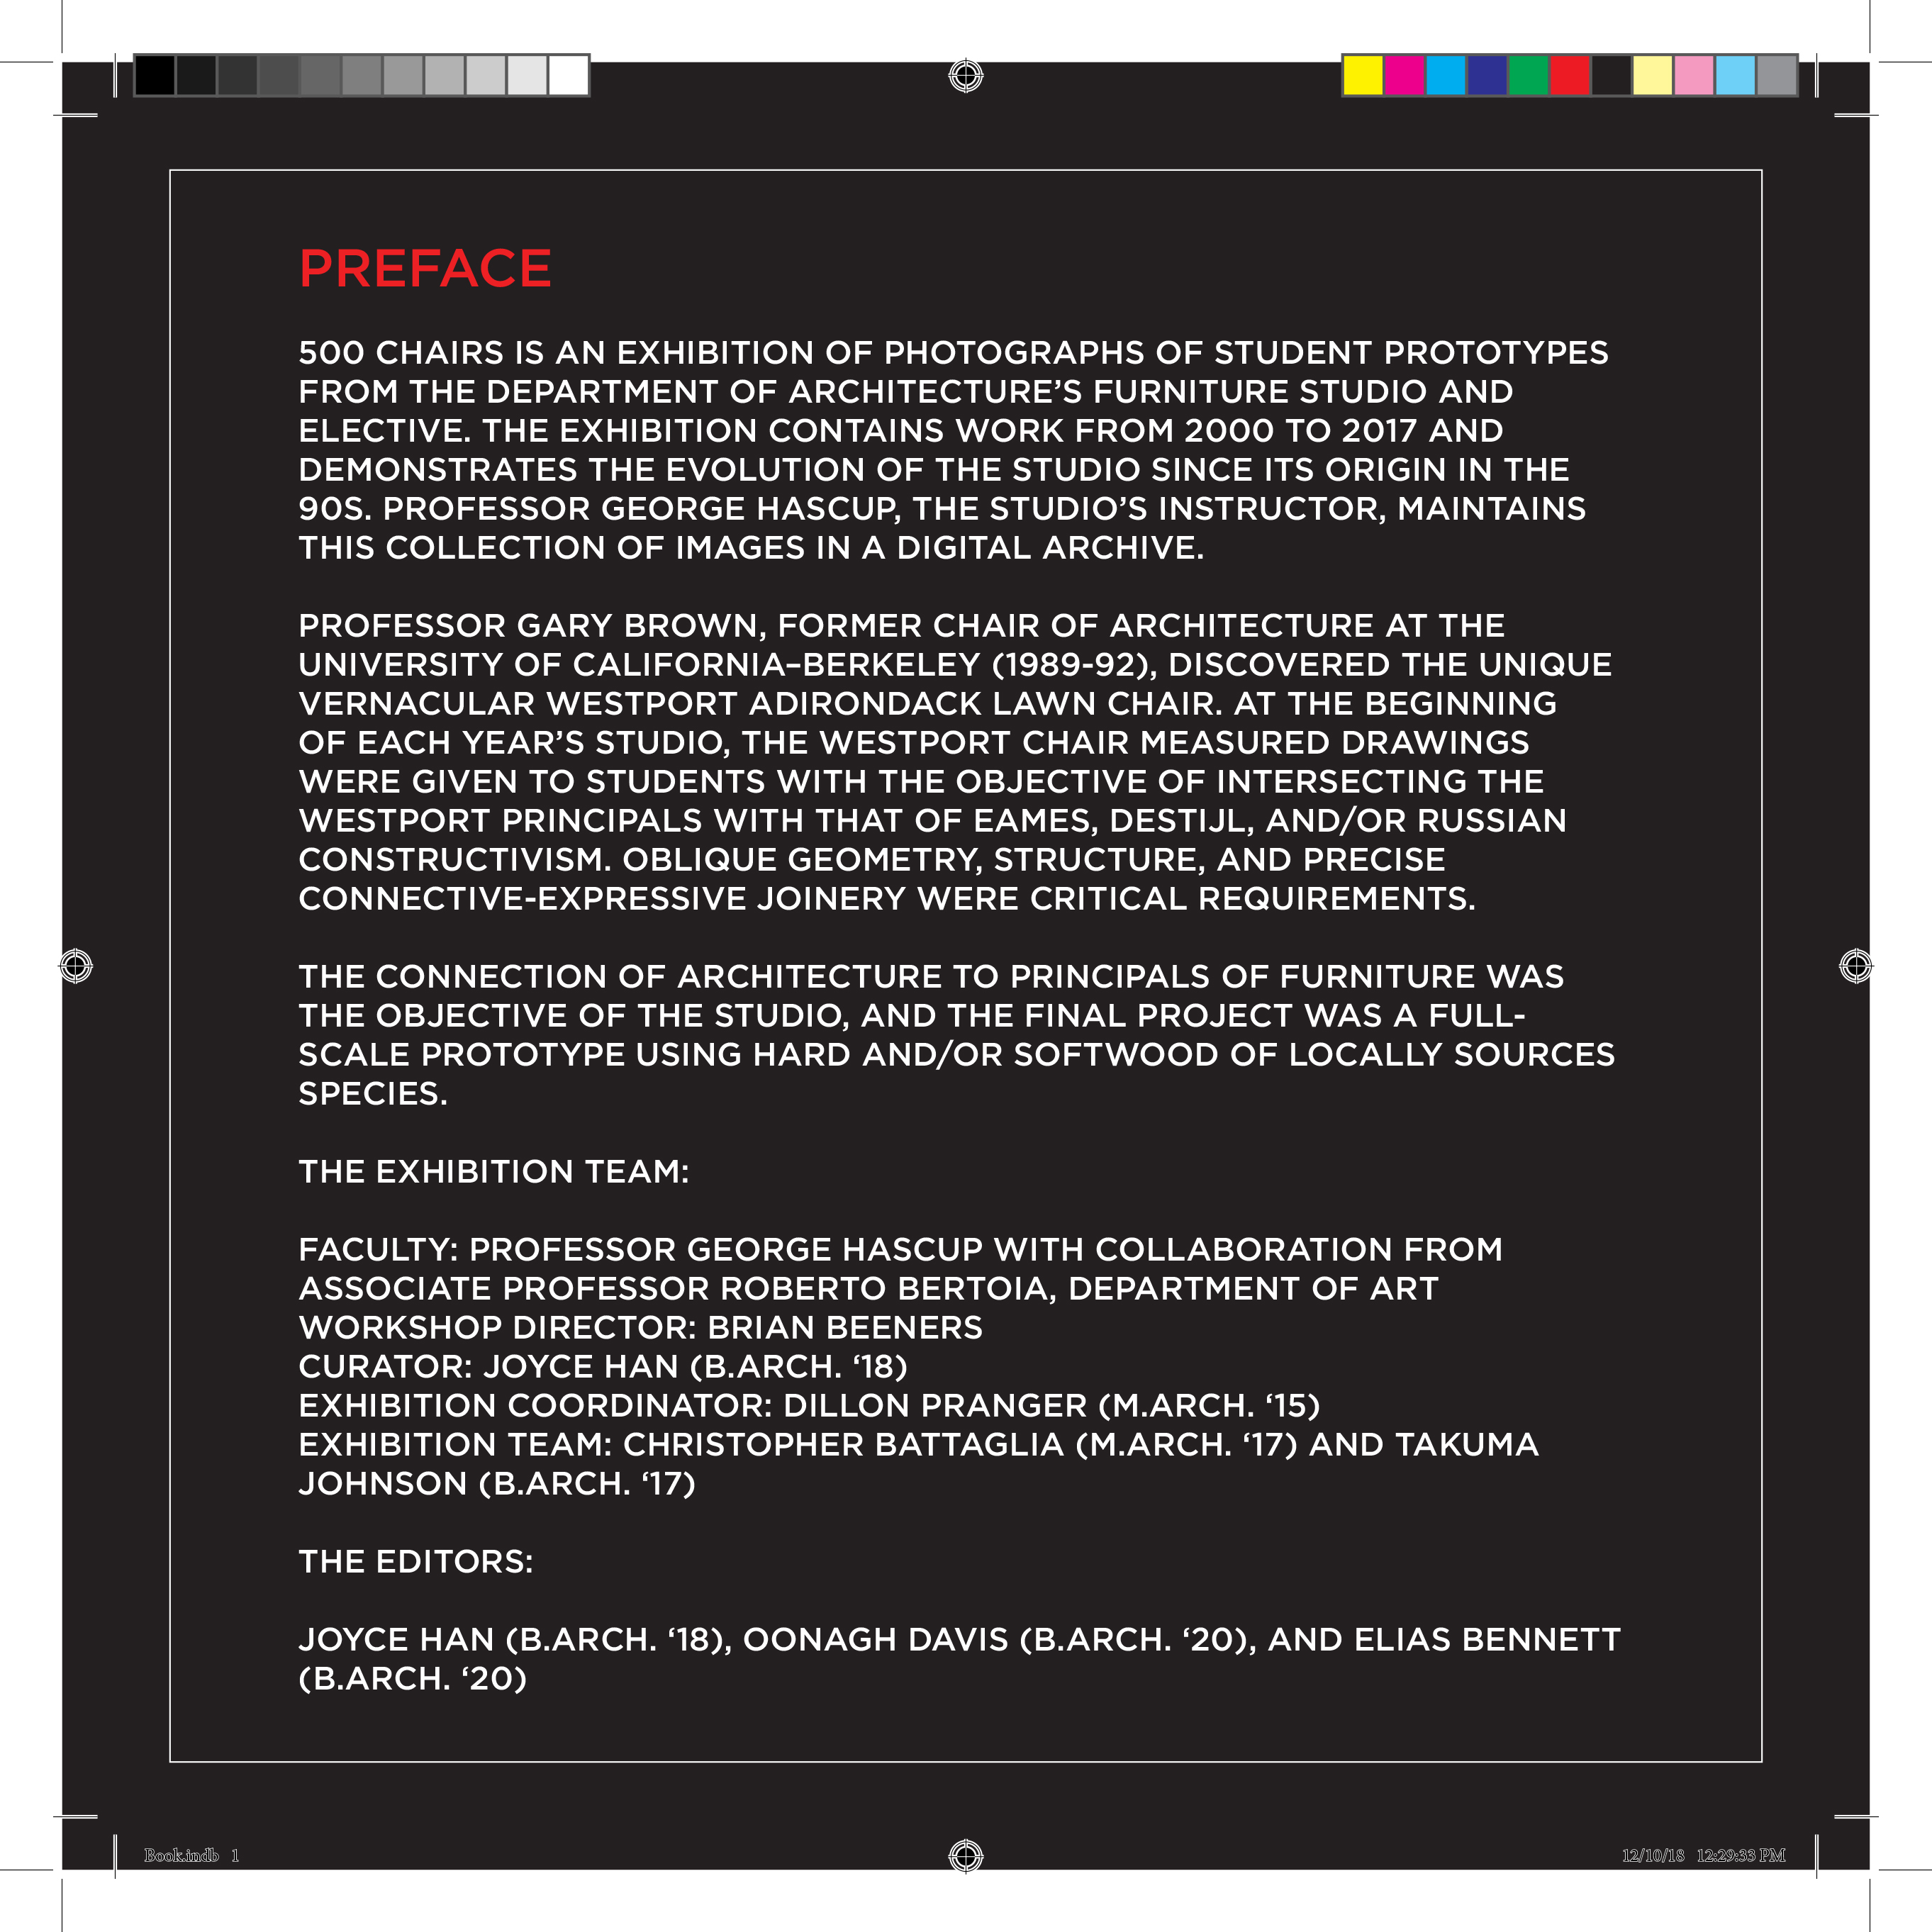 PREFACE
500 CHAIRS IS AN EXHIBITION OF PHOTOGRAPHS OF STUDENT PROTOTYPES
FROM THE DEPARTMENT OF ARCHITECTURE’S FURNITURE STUDIO AND
ELECTIVE. THE EXHIBITION CONTAINS WORK FROM 2000 TO 2017 AND
DEMONSTRATES THE EVOLUTION OF THE STUDIO SINCE ITS ORIGIN IN THE
90S. PROFESSOR GEORGE HASCUP, THE STUDIO’S INSTRUCTOR, MAINTAINS
THIS COLLECTION OF IMAGES IN A DIGITAL ARCHIVE.
PROFESSOR GARY BROWN, FORMER CHAIR OF ARCHITECTURE AT THE
UNIVERSITY OF CALIFORNIA–BERKELEY (1989-92), DISCOVERED THE UNIQUE
VERNACULAR WESTPORT ADIRONDACK LAWN CHAIR. AT THE BEGINNING
OF EACH YEAR’S STUDIO, THE WESTPORT CHAIR MEASURED DRAWINGS
WERE GIVEN TO STUDENTS WITH THE OBJECTIVE OF INTERSECTING THE
WESTPORT PRINCIPALS WITH THAT OF EAMES, DESTIJL, AND/OR RUSSIAN
CONSTRUCTIVISM. OBLIQUE GEOMETRY, STRUCTURE, AND PRECISE
CONNECTIVE-EXPRESSIVE JOINERY WERE CRITICAL REQUIREMENTS.
THE CONNECTION OF ARCHITECTURE TO PRINCIPALS OF FURNITURE WAS
THE OBJECTIVE OF THE STUDIO, AND THE FINAL PROJECT WAS A FULL-
SCALE PROTOTYPE USING HARD AND/OR SOFTWOOD OF LOCALLY SOURCES
SPECIES.
THE EXHIBITION TEAM:
FACULTY: PROFESSOR GEORGE HASCUP WITH COLLABORATION FROM
ASSOCIATE PROFESSOR ROBERTO BERTOIA, DEPARTMENT OF ART
WORKSHOP DIRECTOR: BRIAN BEENERS
CURATOR: JOYCE HAN (B.ARCH. ‘18)
EXHIBITION COORDINATOR: DILLON PRANGER (M.ARCH. ‘15)
EXHIBITION TEAM: CHRISTOPHER BATTAGLIA (M.ARCH. ‘17) AND TAKUMA
JOHNSON (B.ARCH. ‘17)
THE EDITORS:
JOYCE HAN (B.ARCH. ‘18), OONAGH DAVIS (B.ARCH. ‘20), AND ELIAS BENNETT
(B.ARCH. ‘20)
Book.indb 1
12/10/18 12:29:33 PM